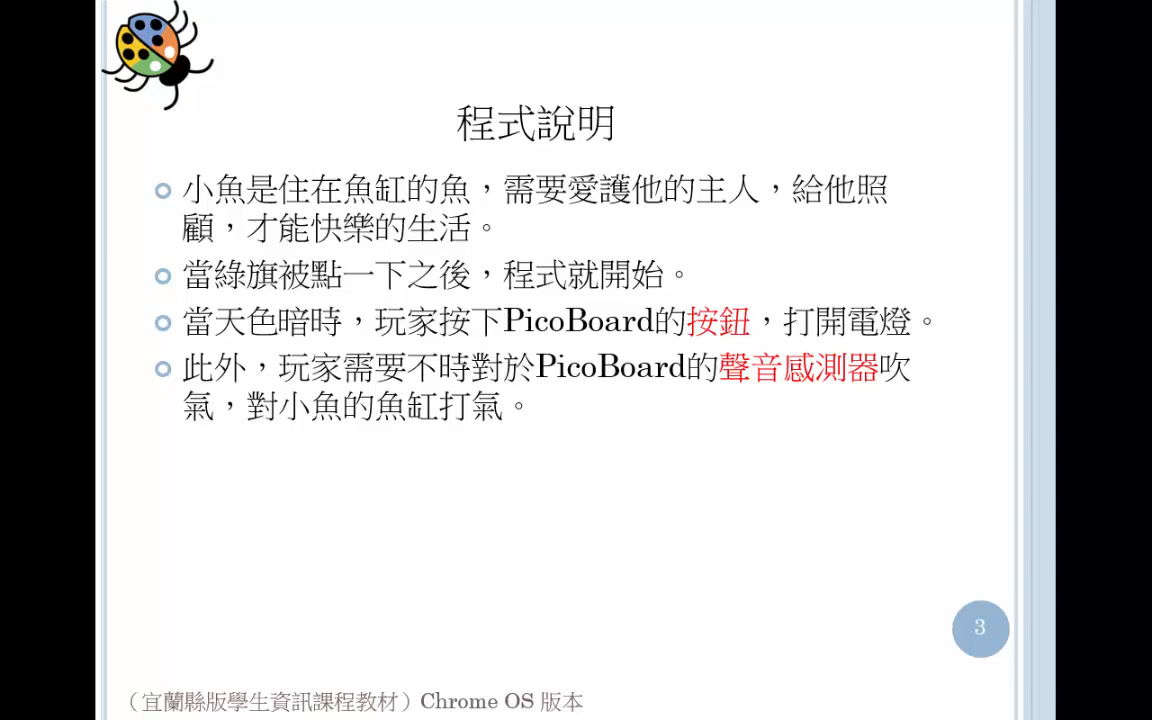 程式說明
小魚是住在魚缸的魚，需要愛護他的主人，給他照
顧，才能快樂的生活。
當綠旗被點一下之後，程式就開始。
當天色暗時，玩家按下PicoBoard的按鈕，打開電燈。
此外，玩家需要不時對於PicoBoard的聲音感測器吹
氣，對小魚的魚缸打氣。
3
（宜蘭縣版學生資訊課程教材）Chrome OS 版本